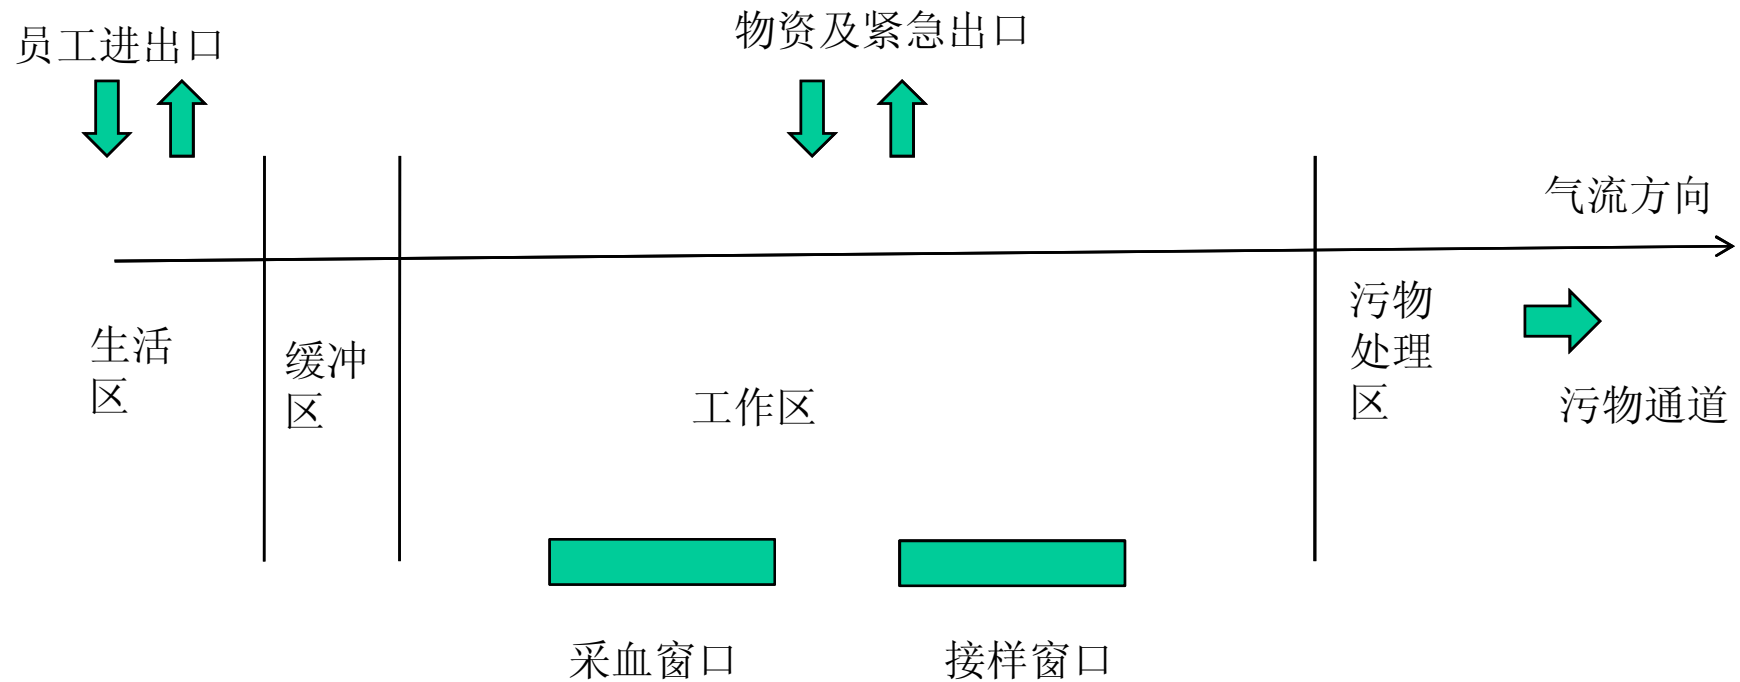 员工进出口
物资及紧急出口
气流方向
生活
区
缓冲
区
工作区
污物
处理
区
污物通道
采血窗口
接样窗口